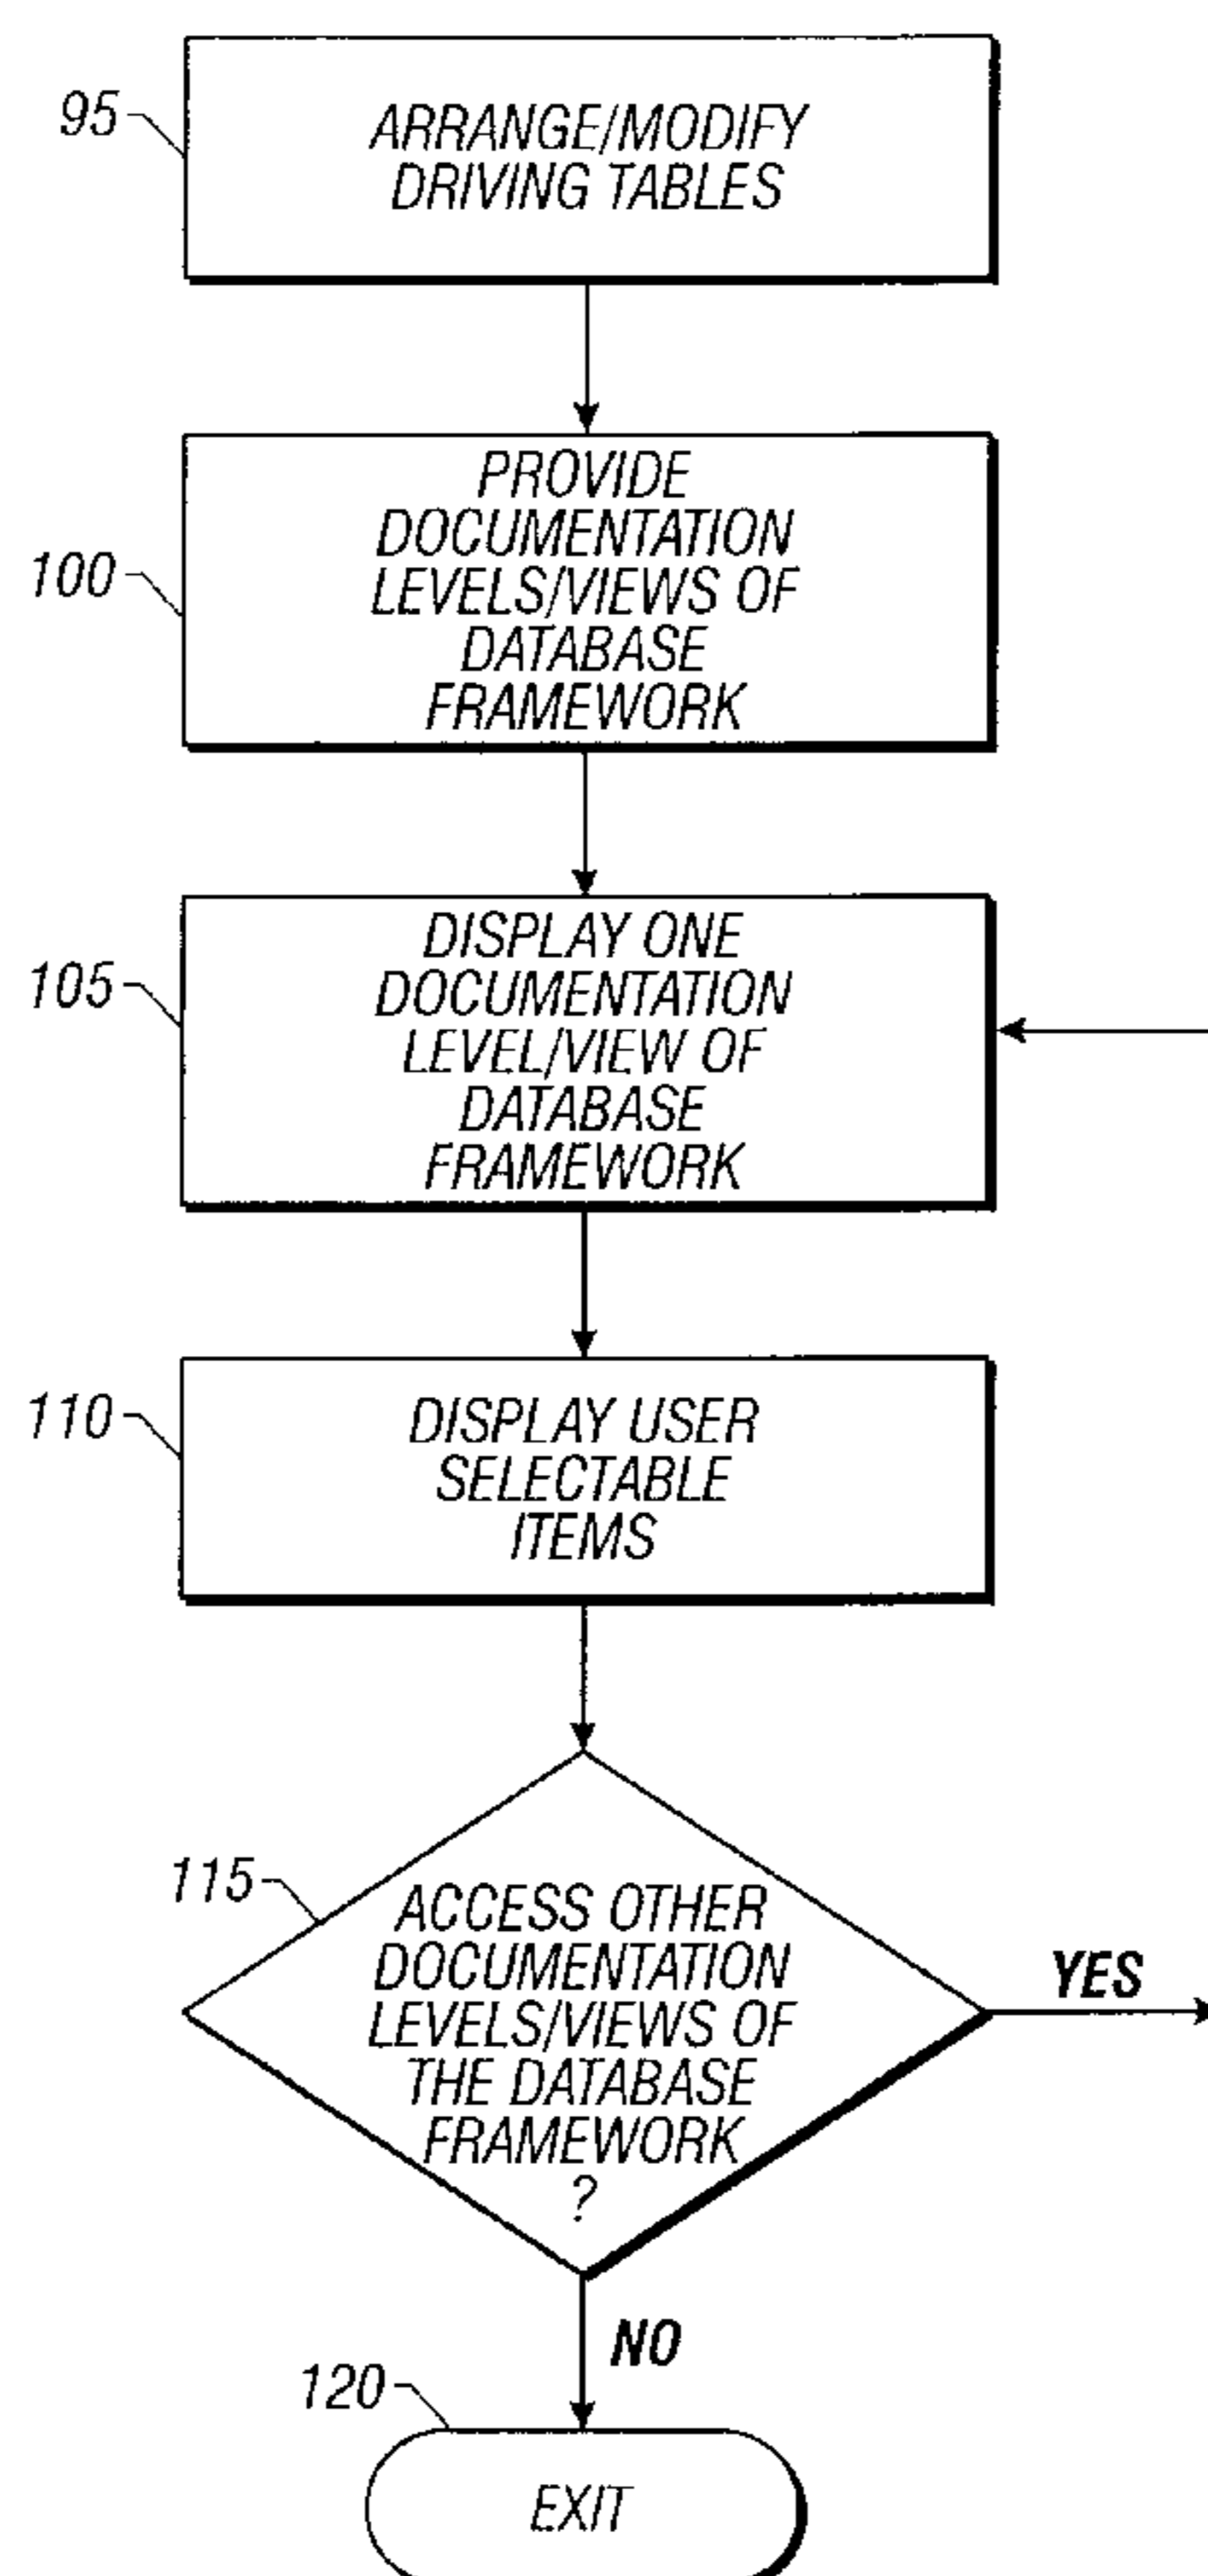 95
ARRANGE/MODIFY
DRIVING TABLES
100
PROVIDE
DOCUMENTATION
LEVELS/VIEWS OF
DATABASE
FRAMEWORK
105
DISPLAY ONE
DOCUMENTATION
LEVEL/VIEW OF
DATABASE
FRAMEWORK
110
DISPLAY USER
SELECTABLE
ITEMS
115
ACCESS OTHER
DOCUMENTATION
LEVELS/VIEWS OF
THE DATABASE
FRAMEWORK
?
YES
NO
120
EXIT